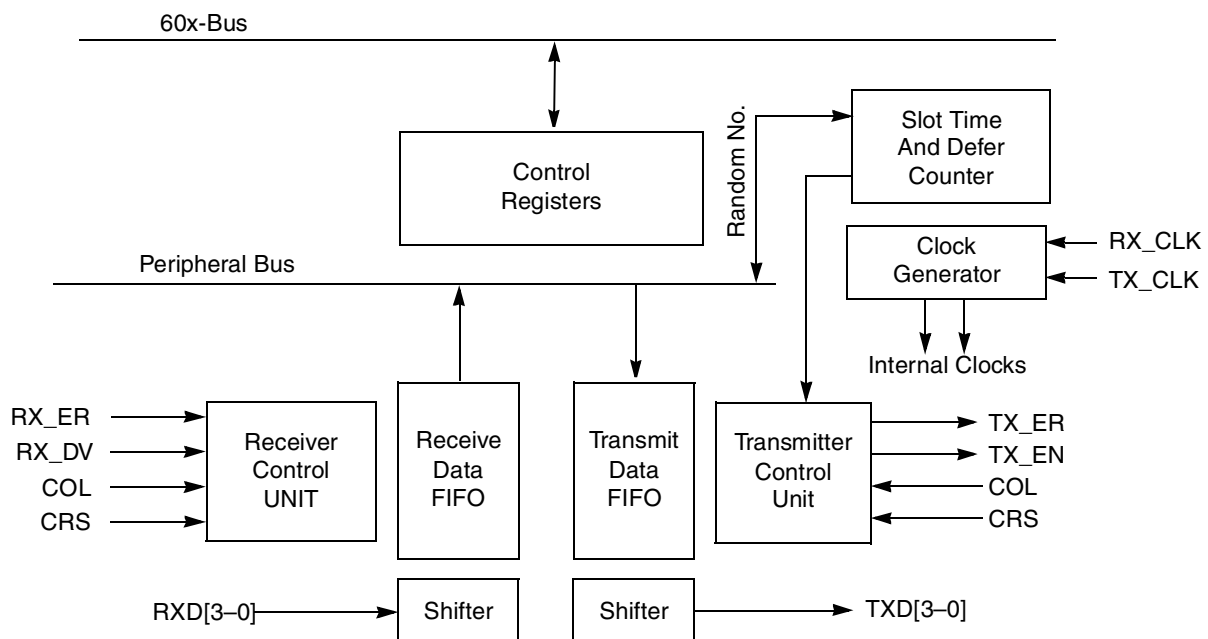 60x-Bus
Control
Registers
Random No.
Slot Time
And Defer
Counter
Clock
Generator
RX_CLK
TX_CLK
Internal Clocks
Peripheral Bus
RX_ER
RX_DV
COL
CRS
Receiver
Control
UNIT
Receive
Data
FIFO
Transmit
Data
FIFO
Transmitter
Control
Unit
TX_ER
TX_EN
COL
CRS
RXD[3–0]
Shifter
Shifter
TXD[3–0]